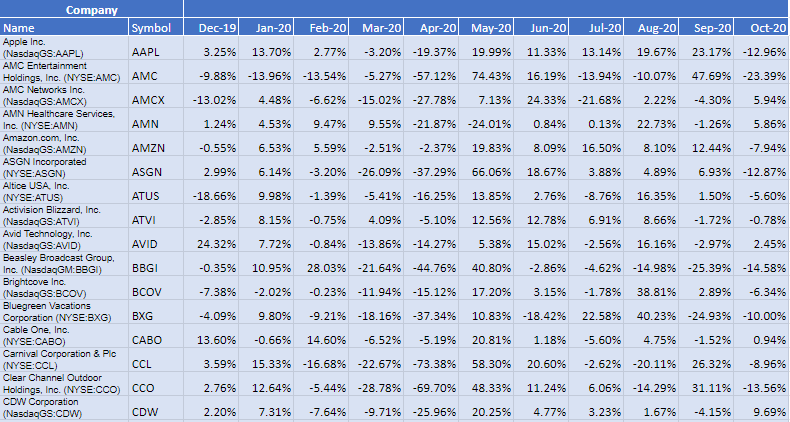 Company
Name Symbol Dec-19 Jan-20 Feb-20 Mar-20 Apr-20 May-20 Jun-20 Jul-20 Aug-20 Sep-20 Oct-20
Apple Inc.
(NasdaqGS:AAPL) AAPL 3.25% 13.70% 2.77% -3.20% -19.37% 19.99% 11.33% 13.14% 19.67% 23.17% -12.96%
AMC Entertainment
Holdings, Inc. (NYSE:AMC) AMC -9.88% -13.96% -13.54% -5.27% -57.12% 74.43% 16.19% -13.94% -10.07% 47.69% -23.39%
AMC Networks Inc.
(NasdaqGS:AMCX) AMCX -13.02% 4.48% -6.62% -15.02% -27.78% 7.13% 24.33% -21.68% 2.22% -4.30% 5.94%
AMN Healthcare Services,
Inc. (NYSE:AMN) AMN 1.24% 4.53% 9.47% 9.55% -21.87% -24.01% 0.84% 0.13% 22.73% -1.26% 5.86%
Amazon.com, Inc.
(NasdaqGS:AMZN) AMZN -0.55% 6.53% 5.59% -2.51% -2.37% 19.83% 8.09% 16.50% 8.10% 12.44% -7.94%
ASGN Incorporated
(NYSE:ASGN) ASGN 2.99% 6.14% -3.20% -26.09% -37.29% 66.06% 18.67% 3.88% 4.89% 6.93% -12.87%
Altice USA, Inc.
(NYSE:ATUS) ATUS -18.66% 9.98% -1.39% -5.41% -16.25% 13.85% 2.76% -8.76% 16.35% 1.50% -5.60%
Activision Blizzard, Inc.
(NasdaqGS:ATVI) ATVI -2.85% 8.15% -0.75% 4.09% -5.10% 12.56% 12.78% 6.91% 8.66% -1.72% -0.78%
Avid Technology, Inc.
(NasdaqGS:AVID) AVID 24.32% 7.72% -0.84% -13.86% -14.27% 5.38% 15.02% -2.56% 16.16% -2.97% 2.45%
Beasley Broadcast Group,
Inc. (NasdaqGM:BBGI) BBGI -0.35% 10.95% 28.03% -21.64% -44.76% 40.80% -2.86% -4.62% -14.98% -25.39% -14.58%
Brightcove Inc.
(NasdaqGS:BCOV) BCOV -7.38% -2.02% -0.23% -11.94% -15.12% 17.20% 3.15% -1.78% 38.81% 2.89% -6.34%
Bluegreen Vacations
Corporation (NYSE:BXG) BXG -4.09% 9.80% -9.21% -18.16% -37.34% 10.83% -18.42% 22.58% 40.23% -24.93% -10.00%
Cable One, Inc.
(NYSE:CABO) CABO 13.60% -0.66% 14.60% -6.52% -5.19% 20.81% 1.18% -5.60% 4.75% -1.52% 0.94%
Carnival Corporation & Plc
(NYSE:CCL) CCL 3.59% 15.33% -16.68% -22.67% -73.38% 58.30% 20.60% -2.62% -20.11% 26.32% -8.96%
Clear Channel Outdoor
Holdings, Inc. (NYSE:CCO) CCO 2.76% 12.64% -5.44% -28.78% -69.70% 48.33% 11.24% 6.06% -14.29% 31.11% -13.56%
CDW Corporation
(NasdaqGS:CDW) CDW 2.20% 7.31% -7.64% -9.71% -25.96% 20.25% 4.77% 3.23% 1.67% -4.15% 9.69%